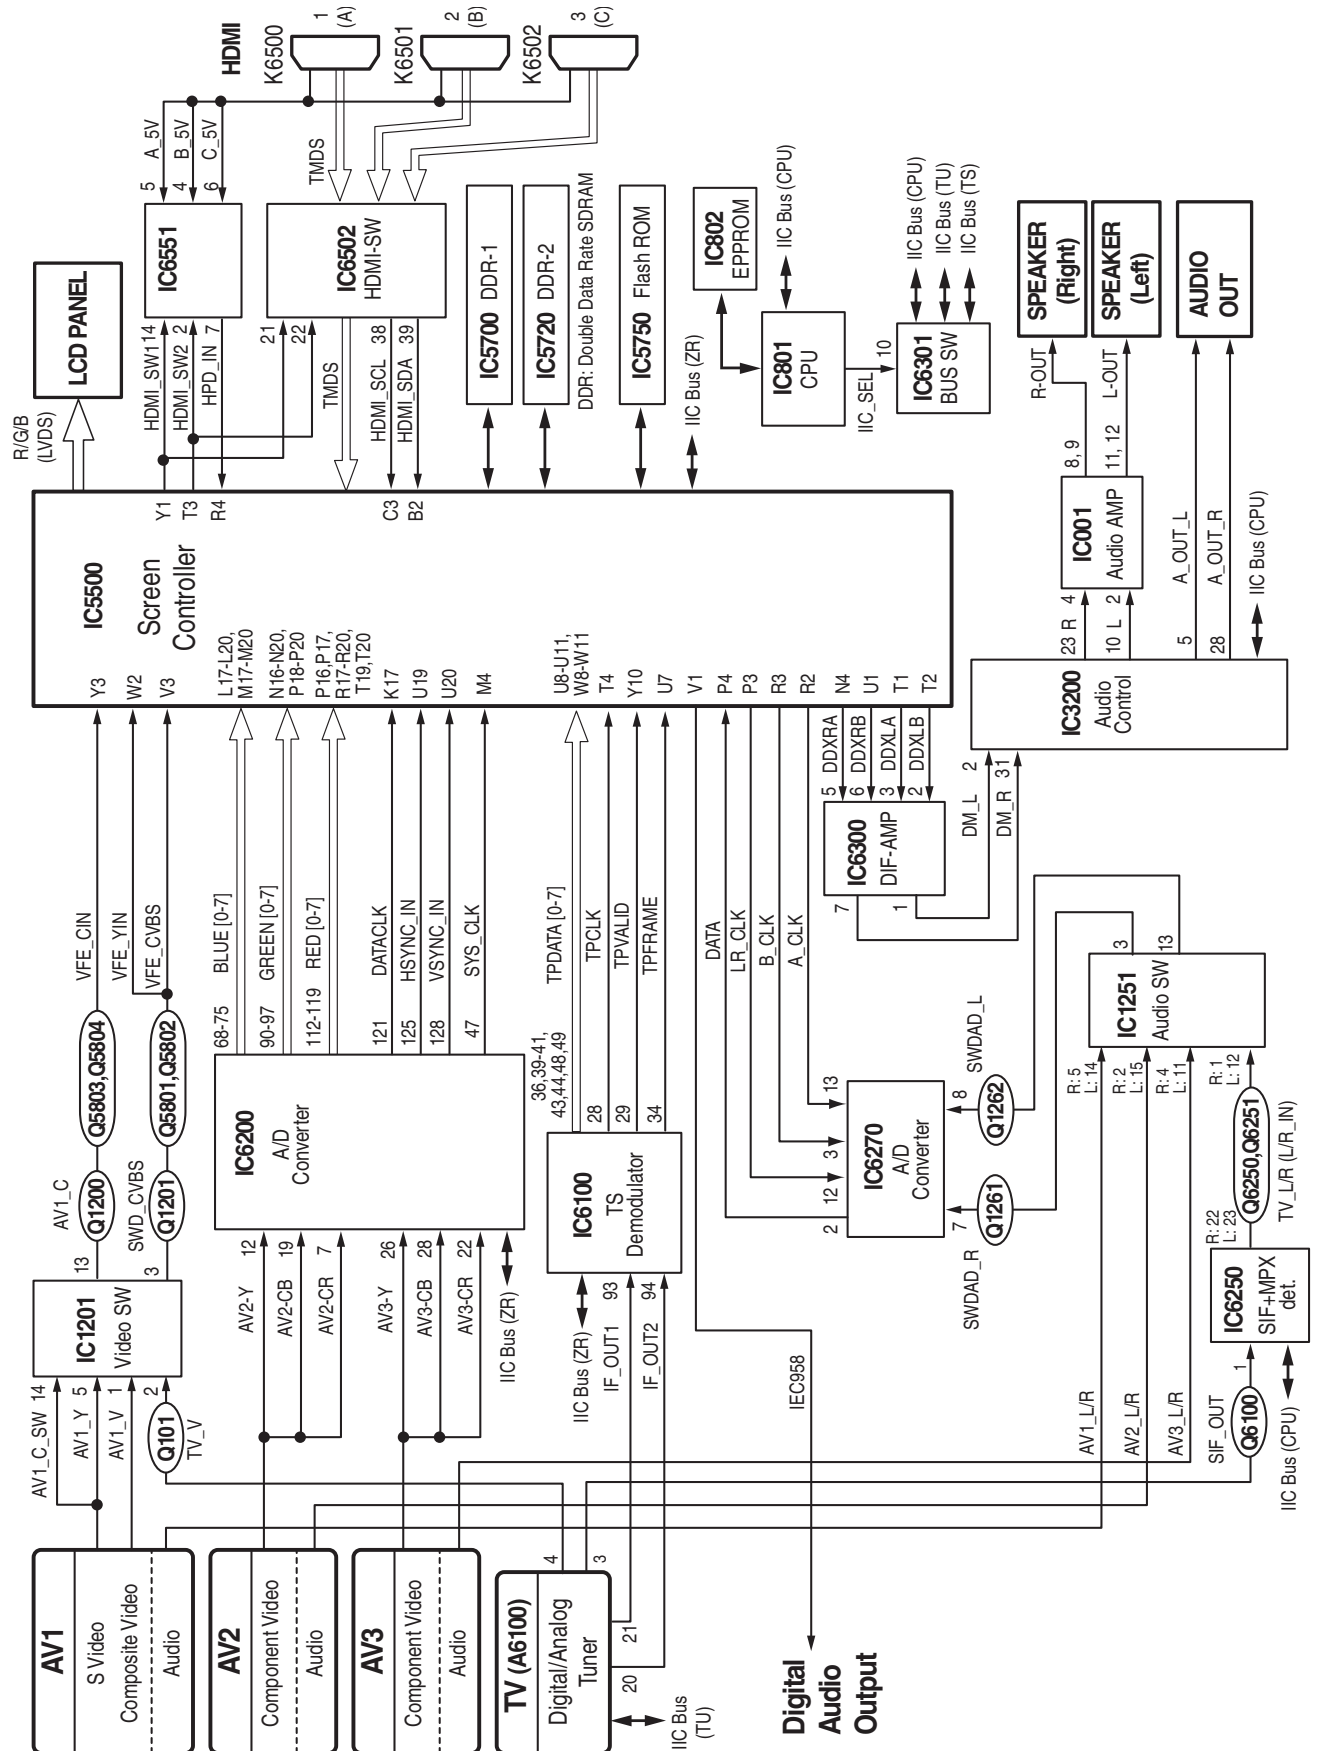 AV1
S Video
Composite Video
Audio
AV2
Component Video
Audio
AV3
Component Video
Audio
TV (A6100)
Digital/Analog
Tuner
4
3
21
20
IIC Bus
(TU)
AV1_C_SW 14
AV1_Y 5
AV1_V 1
2
Q101
TV_V
IC1201
Video SW
13
3
AV1_C
SWD_CVBS
Q1200
Q1201
Q5803,Q5804
Q5801,Q5802
VFE_CIN
VFE_YIN
VFE_CVBS
AV2-Y 12
AV2-CB 19
AV2-CR 7
AV3-Y 26
AV3-CB 28
AV3-CR 22
IIC Bus (ZR)
IC6200
A/D
Converter
68-75 BLUE [0-7]
90-97 GREEN [0-7]
112-119 RED [0-7]
121 DATACLK
125 HSYNC_IN
128 VSYNC_IN
47 SYS_CLK
IIC Bus (ZR)
IF_OUT1 93
IF_OUT2 94
IC6100
TS
Demodulator
36,39-41,
43,44,48,49
TPDATA [0-7]
28 TPCLK
29 TPVALID
34 TPFRAME
IEC958
Digital
Audio
Output
IC5500
Screen
Controller
Y3
W2
V3
L17-L20,
M17-M20
N16-N20,
P18-P20
P16,P17,
R17-R20,
T19,T20
K17
U19
U20
M4
U8-U11,
W8-W11
T4
Y10
U7
V1
P4
P3
R3
R2
N4
U1
T1
T2
Y1
T3
R4
C3
B2
R/G/B
(LVDS)
LCD PANEL
HDMI_SW1 14
HDMI_SW2 2
HPD_IN 7
IC6551
5 A_5V
4 B_5V
6 C_5V
21
22
TMDS
HDMI_SCL 38
HDMI_SDA 39
IC6502
HDMI-SW
TMDS
HDMI
K6500
1
(A)
K6501
2
(B)
K6502
3
(C)
IC5700 DDR-1
IC5720 DDR-2
DDR: Double Data Rate SDRAM
IC5750 Flash ROM
IIC Bus (ZR)
IC802
EPPROM
IC801
CPU
IIC Bus (CPU)
IIC_SEL 10
IC6301
BUS SW
IIC Bus (CPU)
IIC Bus (TU)
IIC Bus (TS)
DATA
LR_CLK
B_CLK
A_CLK
2
12
3
13
IC6270
A/D
Converter
7
8
SWDAD_R
SWDAD_L
Q1261
Q1262
DDXRA 5
DDXRB 6
DDXLA 3
DDXLB 2
IC6300
DIF-AMP
7
1
DM_L 2
DM_R 31
IC3200
Audio
Control
23 R 4
10 L 2
IC001
Audio AMP
8, 9
11, 12
R-OUT
L-OUT
SPEAKER
(Right)
SPEAKER
(Left)
5 A_OUT_L
28 A_OUT_R
AUDIO
OUT
IIC Bus (CPU)
AV1_L/R
AV2_L/R
AV3_L/R
R: 5
L: 14
R: 2
L: 15
R: 4
L: 11
R: 1
L: 12
IC1251
Audio SW
3
13
SIF_OUT
Q6100
1
IIC Bus (CPU)
IC6250
SIF+MPX
det.
R: 22
L: 23
Q6250,Q6251
TV_L/R (L/R_IN)